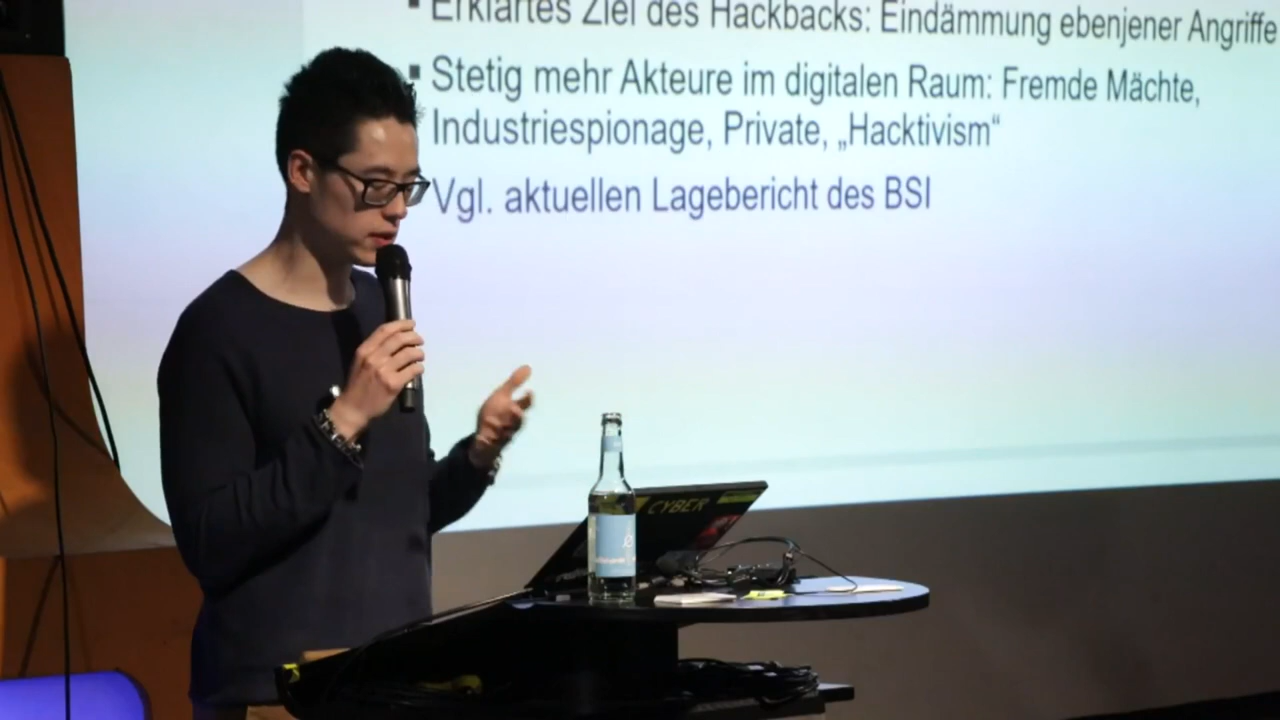 ▪ Erklärtes Ziel des Hackbacks: Eindämmung ebenjener Angriffe
▪ Stetig mehr Akteure im digitalen Raum: Fremde Mächte,
Industriespionage, Private, „Hacktivism“
Vgl. aktuellen Lagebericht des BSI
CYBER